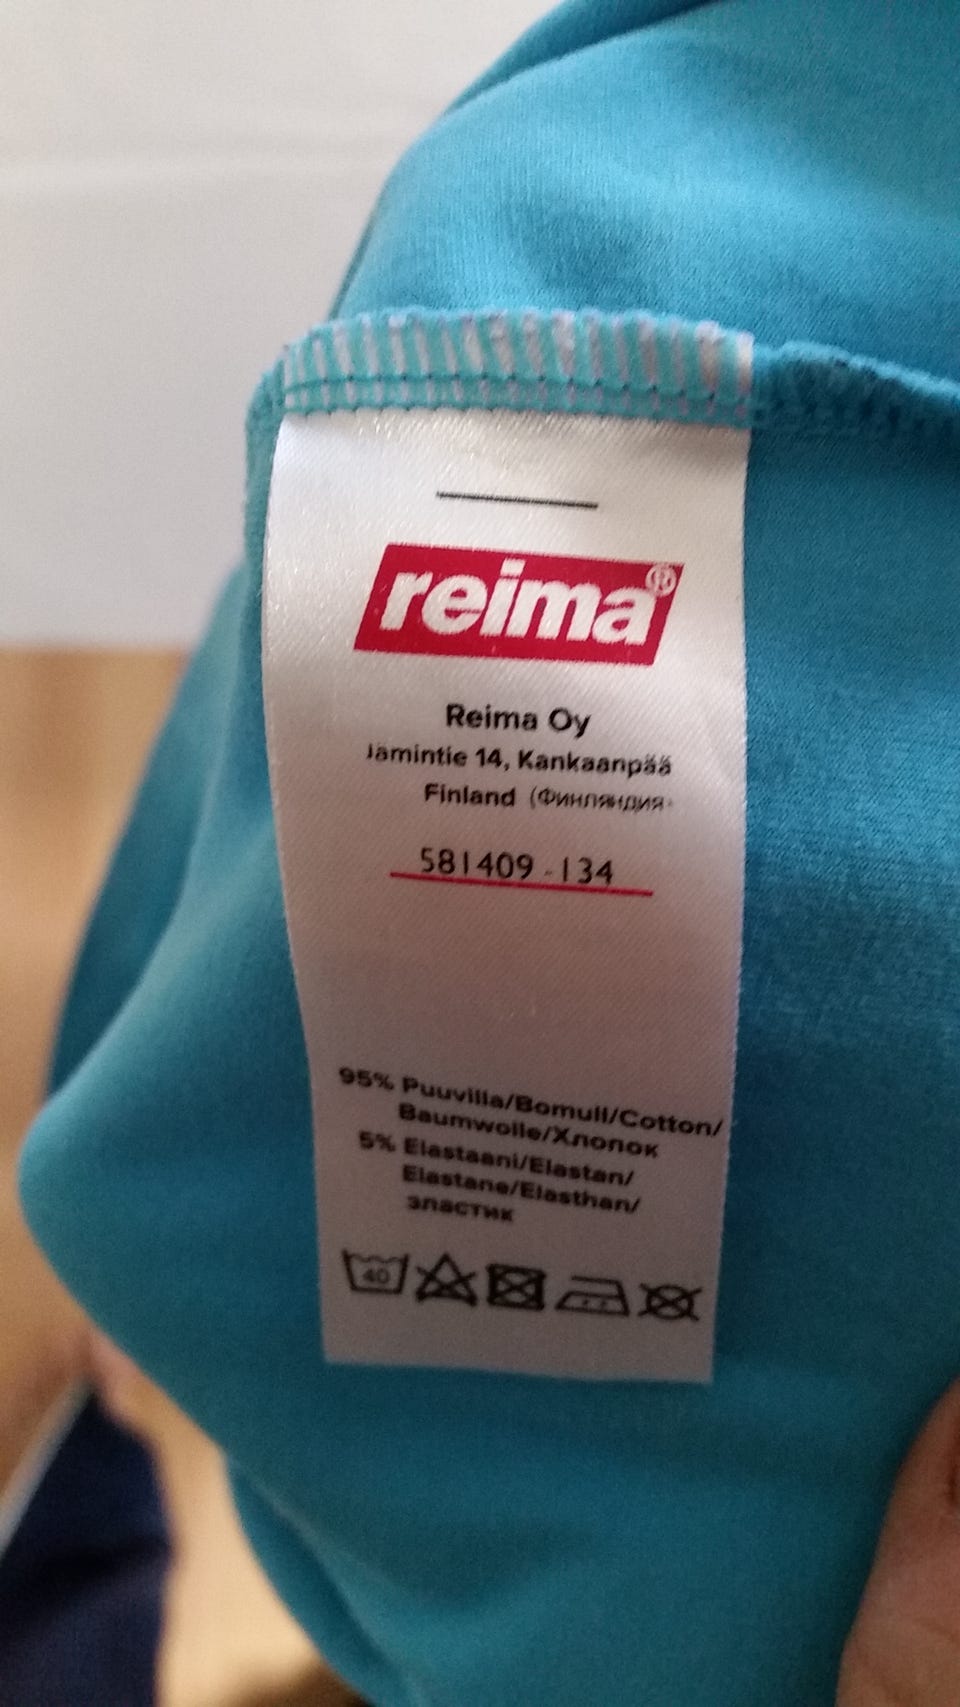 reima®
Reima Oy
Jämintie 14, Kankaanpää
Finland (Финляндия
581409-134
95% Puuvilla/Bomull/Cotton/
Baumwolle/Хлопок
5% Elastaani/Elastan/
Elastane/Elasthan/
эластик
40